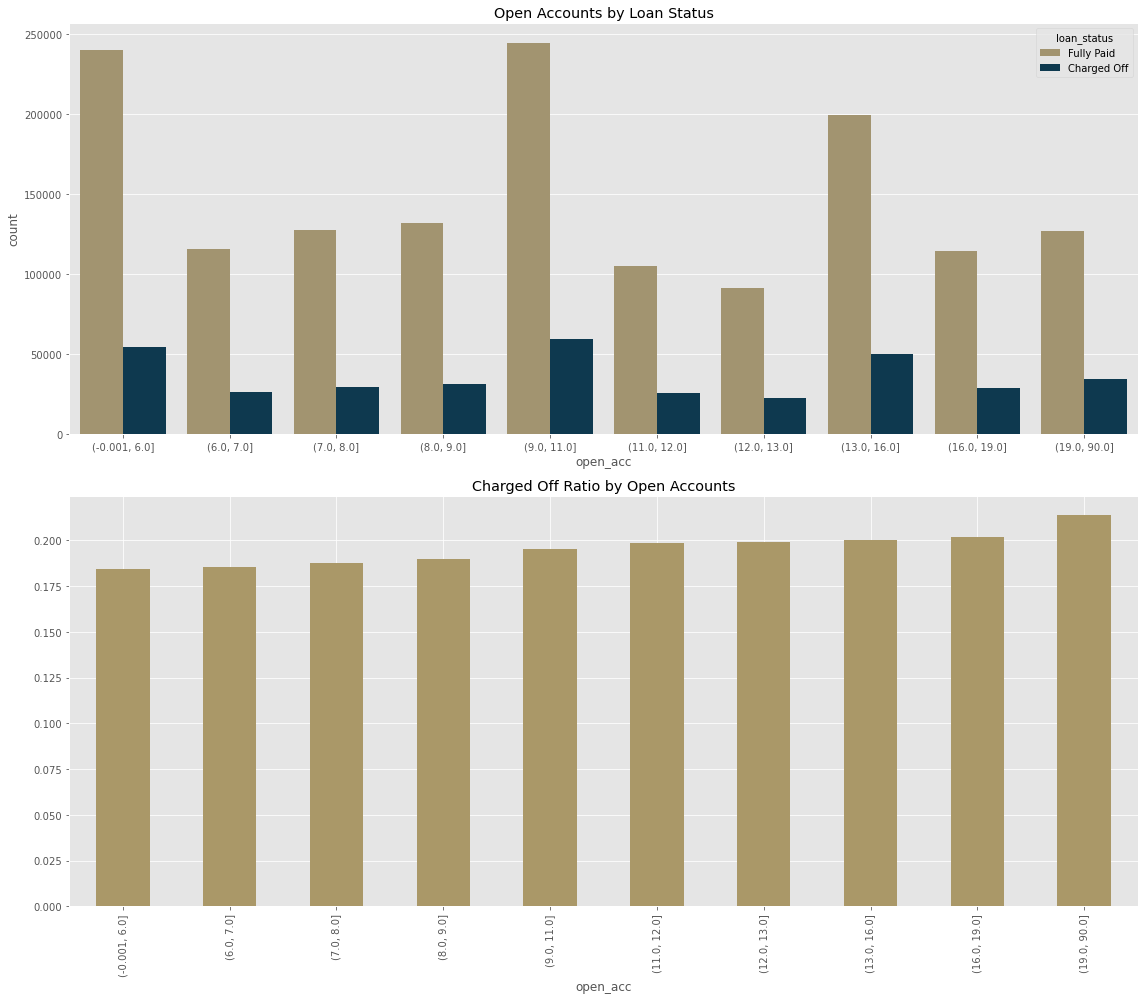 Open Accounts by Loan Status
loan_status
Fully Paid
Charged Off
count
250000
200000
150000
100000
50000
0
(-0.001, 6.0] (6.0, 7.0] (7.0, 8.0] (8.0, 9.0] (9.0, 11.0] (11.0, 12.0] (12.0, 13.0] (13.0, 16.0] (16.0, 19.0] (19.0, 90.0]
open_acc
Charged Off Ratio by Open Accounts
0.200
0.175
0.150
0.125
0.100
0.075
0.050
0.025
0.000
(-0.001, 6.0]
(6.0, 7.0]
(7.0, 8.0]
(8.0, 9.0]
(9.0, 11.0]
(11.0, 12.0]
(12.0, 13.0]
(13.0, 16.0]
(16.0, 19.0]
(19.0, 90.0]
open_acc